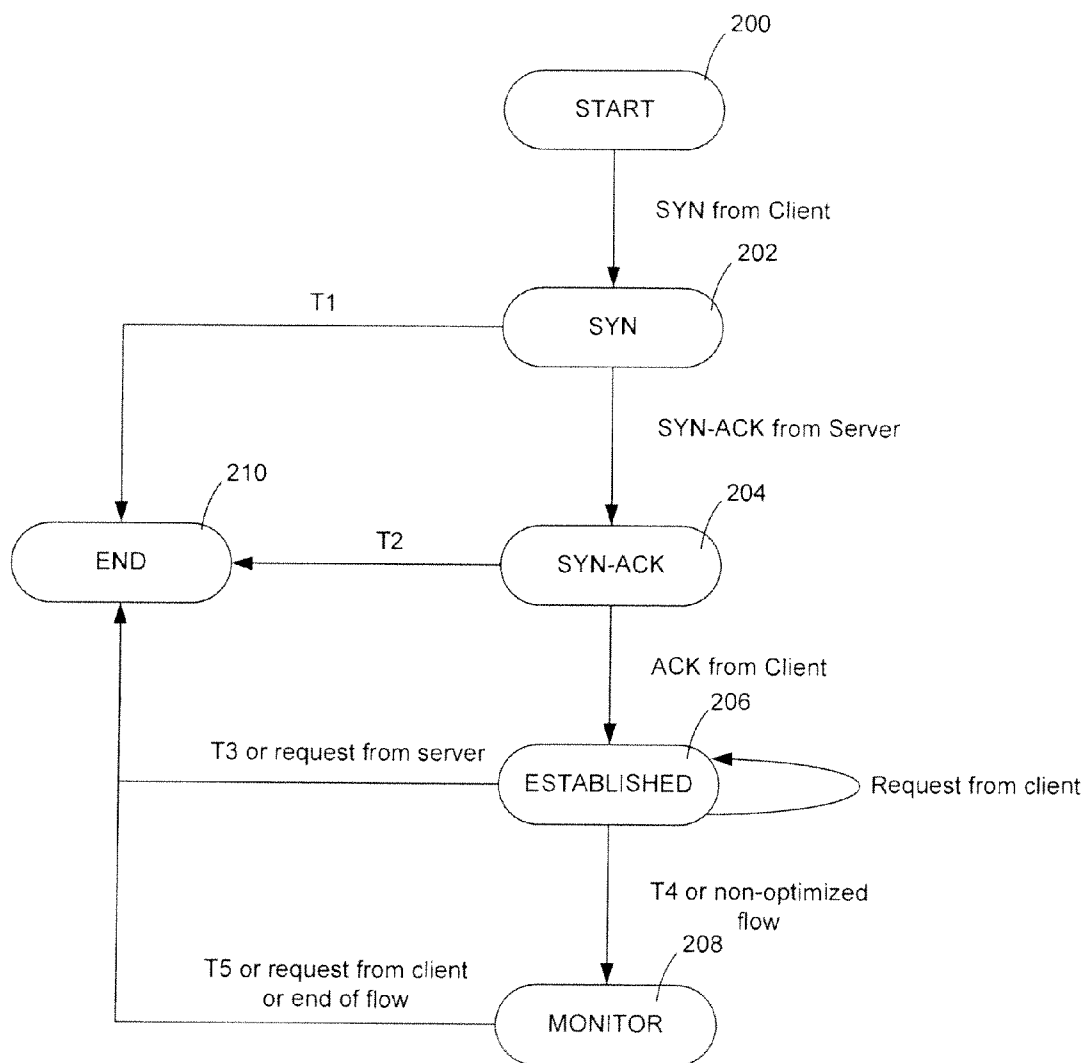 200
START
SYN from Client
202
T1
SYN
SYN-ACK from Server
210
204
END
T2
SYN-ACK
ACK from Client
206
T3 or request from server
ESTABLISHED
Request from client
T4 or non-optimized
flow
208
T5 or request from client
or end of flow
MONITOR